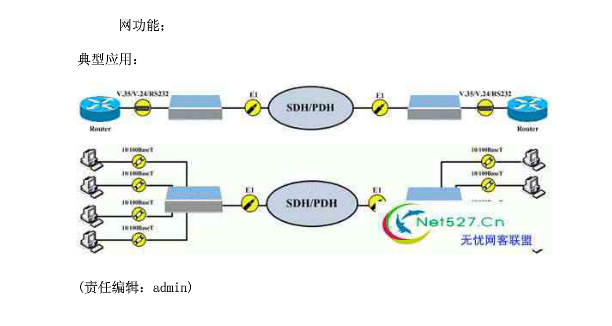 网功能；
典型应用：
V.35/V.24/RS232 E1 SDH/PDH E1 V.35/V.24/RS232
Router Router
10/100BaseT 10/100BaseT
10/100BaseT 10/100BaseT
E1 SDH/PDH E1
10/100BaseT
10/100BaseT
Net527.Cn
无忧网客联盟
(责任编辑：admin)